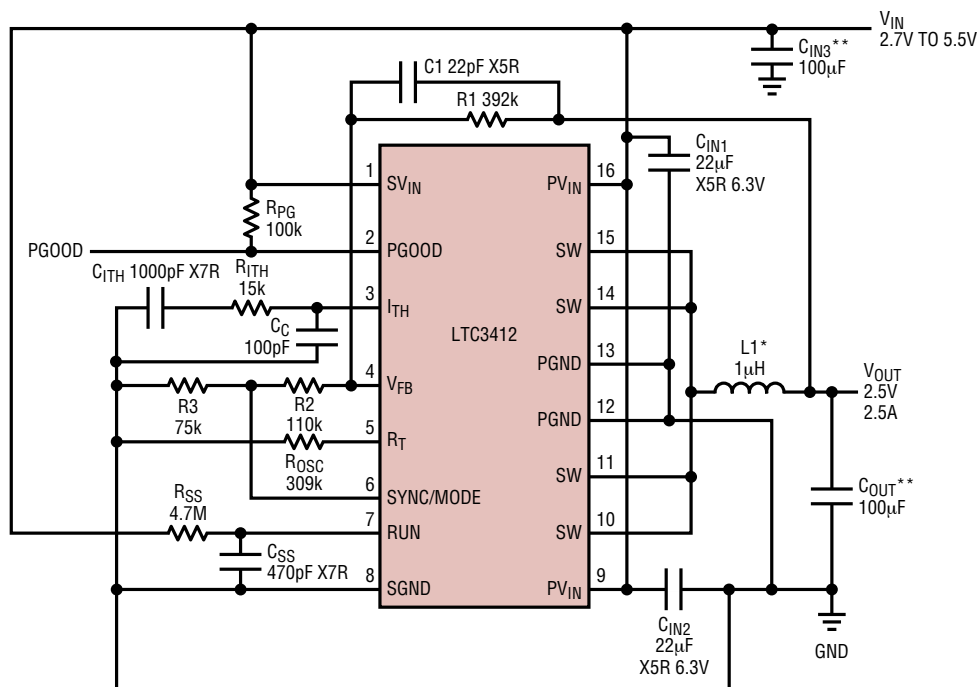 V_IN
2.7V TO 5.5V
C_IN3**
100µF
C1 22pF X5R
R1 392k
C_IN1
22µF
X5R 6.3V
1
SV_IN
16
PV_IN
R_PG
100k
PGOOD
2
PGOOD
15
SW
C_ITH 1000pF X7R
R_ITH
15k
3
I_TH
14
SW
C_C
100pF
LTC3412
13
PGND
L1*
1µH
V_OUT
2.5V
2.5A
4
V_FB
R3
75k
R2
110k
12
PGND
5
R_T
R_OSC
309k
11
SW
6
SYNC/MODE
C_OUT**
100µF
R_SS
4.7M
7
RUN
10
SW
C_SS
470pF X7R
8
SGND
9
PV_IN
C_IN2
22µF
X5R 6.3V
GND